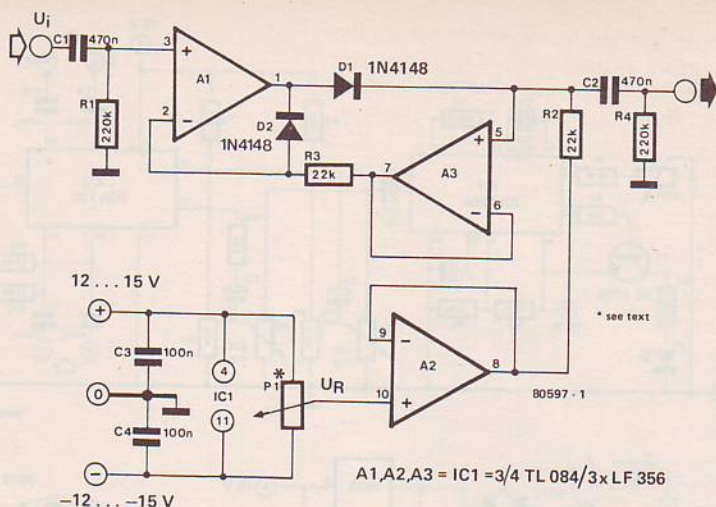 Ui
C1
470n
R1
220k
3
+
A1
2
−
1
D1
1N4148
D2
1N4148
R3
22k
7
A3
5
+
6
−
R2
22k
C2
470n
R4
220k
12 ... 15 V
+
C3
100n
0
C4
100n
−
−12 ... −15 V
4
IC1
11
*
P1
UR
9
−
A2
10
+
8
* see text
80597 - 1
A1,A2,A3 = IC1 = 3/4 TL 084/3x LF 356